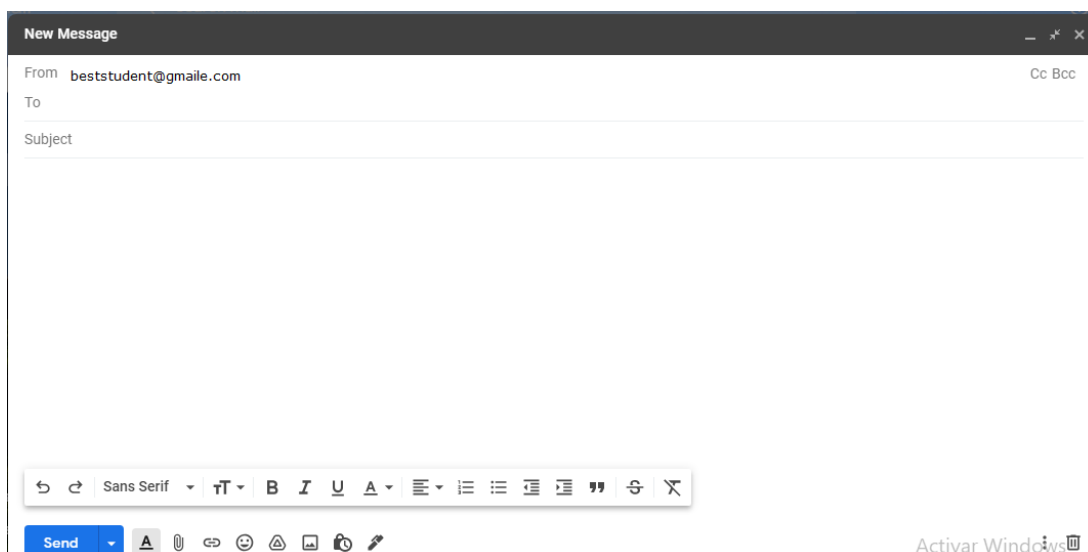 New Message
From beststudent@gmaile.com Cc Bcc
To
Subject
Sans Serif
Send
Activar Windows